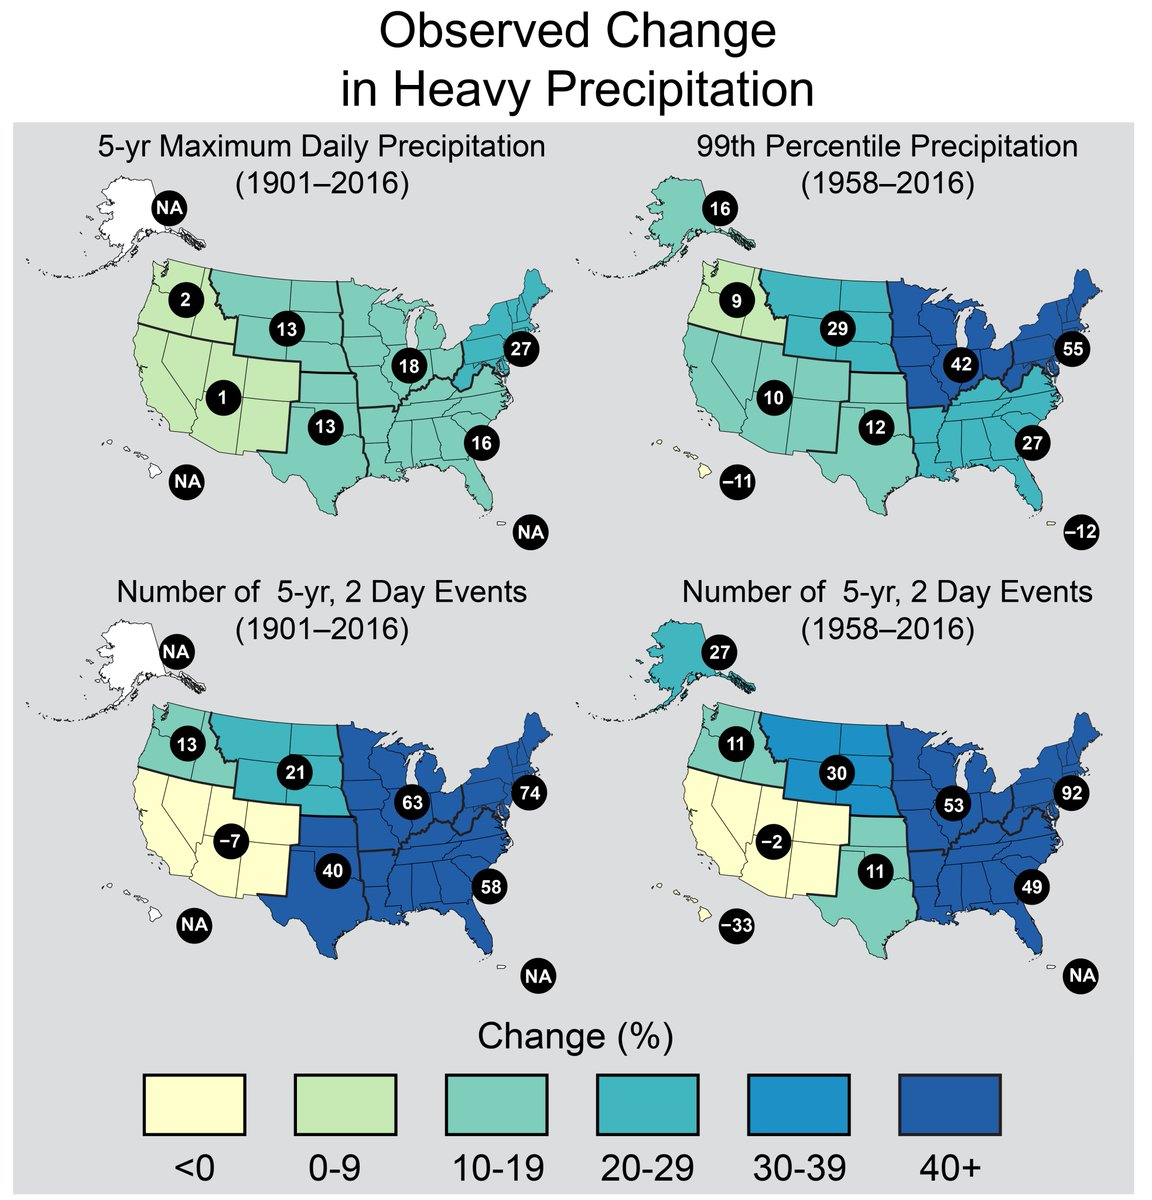 Observed Change
in Heavy Precipitation
5-yr Maximum Daily Precipitation
(1901–2016)
NA
2
13
27
18
1
13
16
NA
NA
99th Percentile Precipitation
(1958–2016)
16
9
29
55
42
10
12
27
–11
–12
Number of 5-yr, 2 Day Events
(1901–2016)
NA
13
21
74
63
–7
40
58
NA
NA
Number of 5-yr, 2 Day Events
(1958–2016)
27
11
30
92
53
–2
11
49
–33
NA
Change (%)
<0 0-9 10-19 20-29 30-39 40+